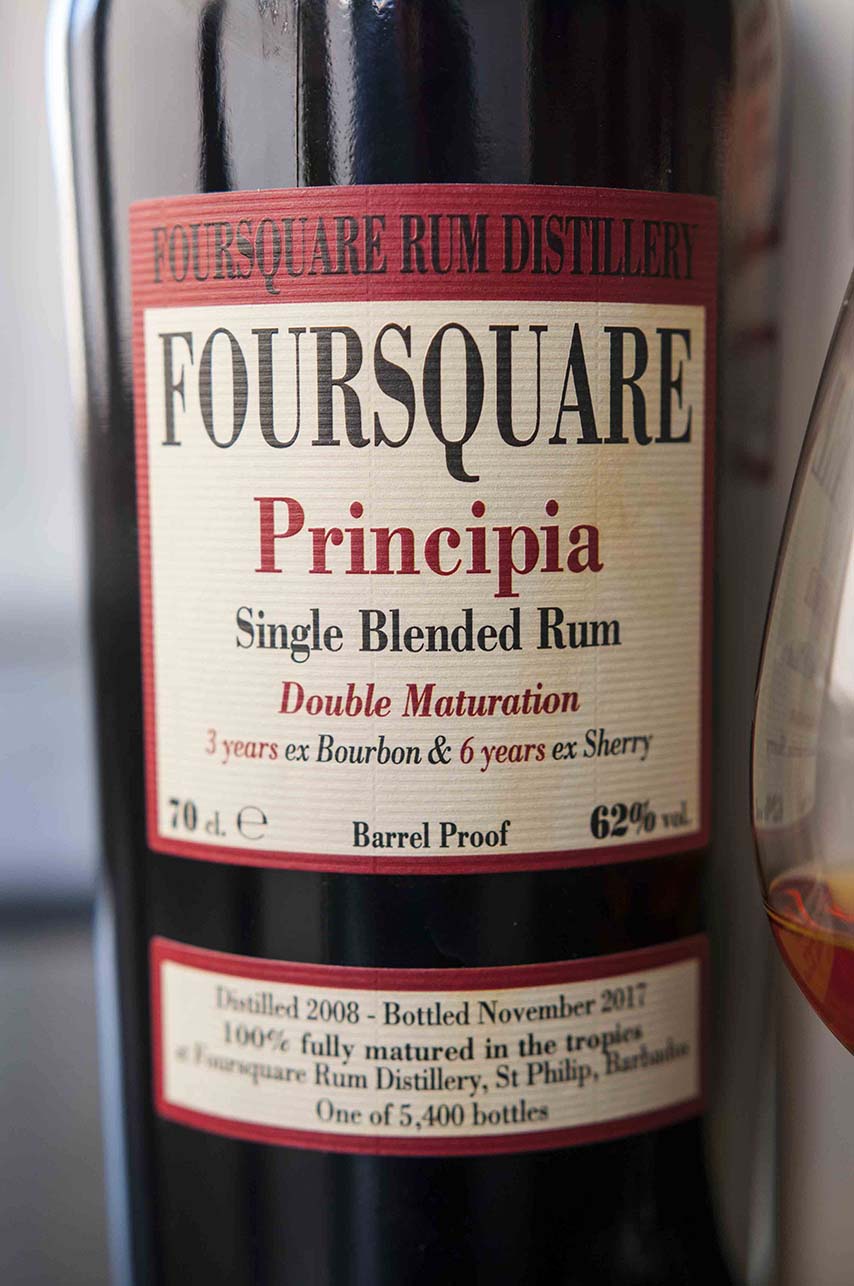 FOURSQUARE RUM DISTILLERY
FOURSQUARE
Principia
Single Blended Rum
Double Maturation
3 years ex Bourbon & 6 years ex Sherry
70 cl. ℮ Barrel Proof 62% vol.
Distilled 2008 - Bottled November 2017
100% fully matured in the tropics
at Foursquare Rum Distillery, St Philip, Barbados
One of 5,400 bottles